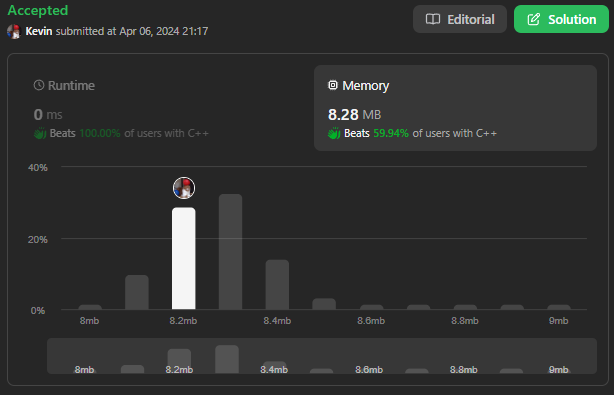 Accepted
Kevin submitted at Apr 06, 2024 21:17
Editorial
Solution
Runtime
0 ms
Beats 100.00% of users with C++
Memory
8.28 MB
Beats 59.94% of users with C++
40%
20%
0%
8mb 8.2mb 8.4mb 8.6mb 8.8mb 9mb
8mb 8.2mb 8.4mb 8.6mb 8.8mb 9mb